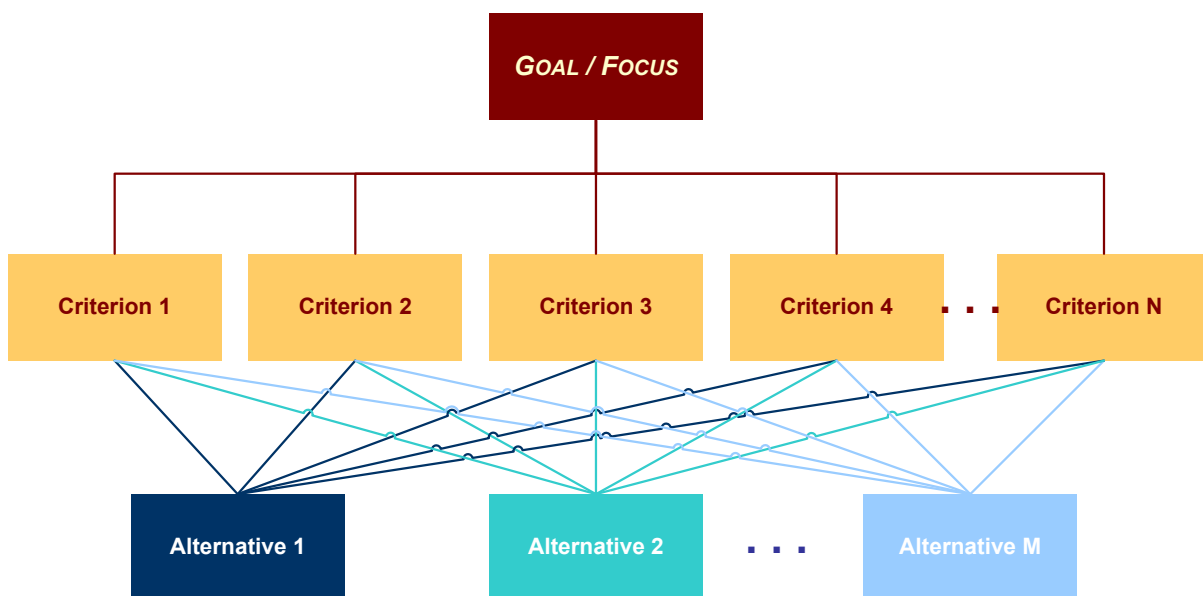 GOAL / FOCUS
Criterion 1
Criterion 2
Criterion 3
Criterion 4
. . .
Criterion N
Alternative 1
Alternative 2
. . .
Alternative M